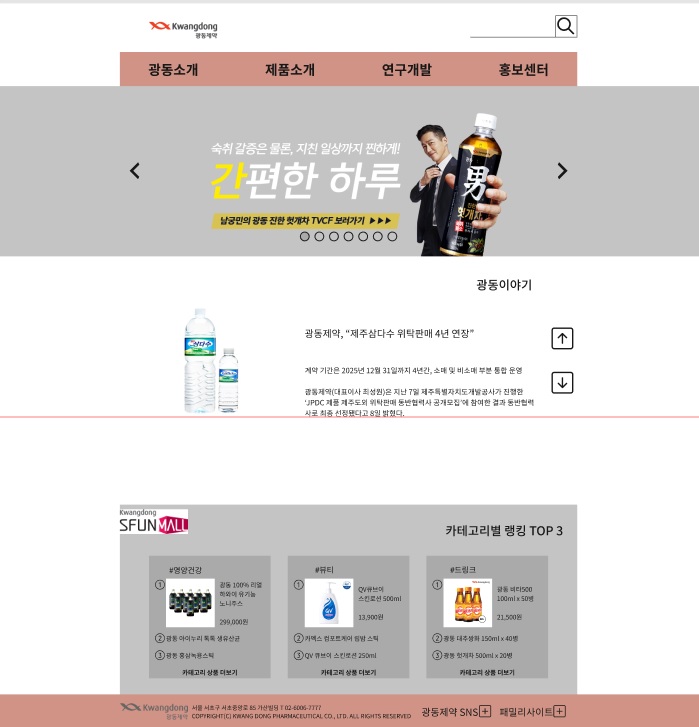 Kwangdong
광동제약
광동소개
제품소개
연구개발
홍보센터
숙취 갈증은 물론, 지친 일상까지 찐하게!
간편한 하루
남궁민의 광동 진한 헛개차 TVCF 보러가기 ▶▶▶
男
헛개차
광동이야기
삼다수
광동제약, “제주삼다수 위탁판매 4년 연장”
계약 기간은 2025년 12월 31일까지 4년간, 소매 및 비소매 부분 통합 운영
광동제약(대표이사 최성원)은 지난 7일 제주특별자치도개발공사가 진행한
‘JPDC 제품 제주도외 위탁판매 동반협력사 공개모집’에 참여한 결과 동반협력
사로 최종 선정됐다고 8일 밝혔다.
Kwangdong
SFUNMALL
카테고리별 랭킹 TOP 3
#영양건강
① 광동 100% 리얼
하와이 유기농
노니주스
299,000원
② 광동 아이누리 톡톡 생유산균
③ 광동 홍삼녹용스틱
카테고리 상품 더보기
#뷰티
① QV큐브이
스킨로션 500ml
13,900원
② 카멕스 컴포트케어 립밤 스틱
③ QV 큐브이 스킨로션 250ml
카테고리 상품 더보기
#드링크
① 광동 비타500
100ml x 50병
21,500원
② 광동 대추쌍화 150ml x 40병
③ 광동 헛개차 500ml x 20병
카테고리 상품 더보기
Kwangdong
광동제약
서울 서초구 서초중앙로 85 가산빌딩 T 02-6006-7777
COPYRIGHT(C) KWANG DONG PHARMACEUTICAL CO., LTD. ALL RIGHTS RESERVED
광동제약 SNS
패밀리사이트